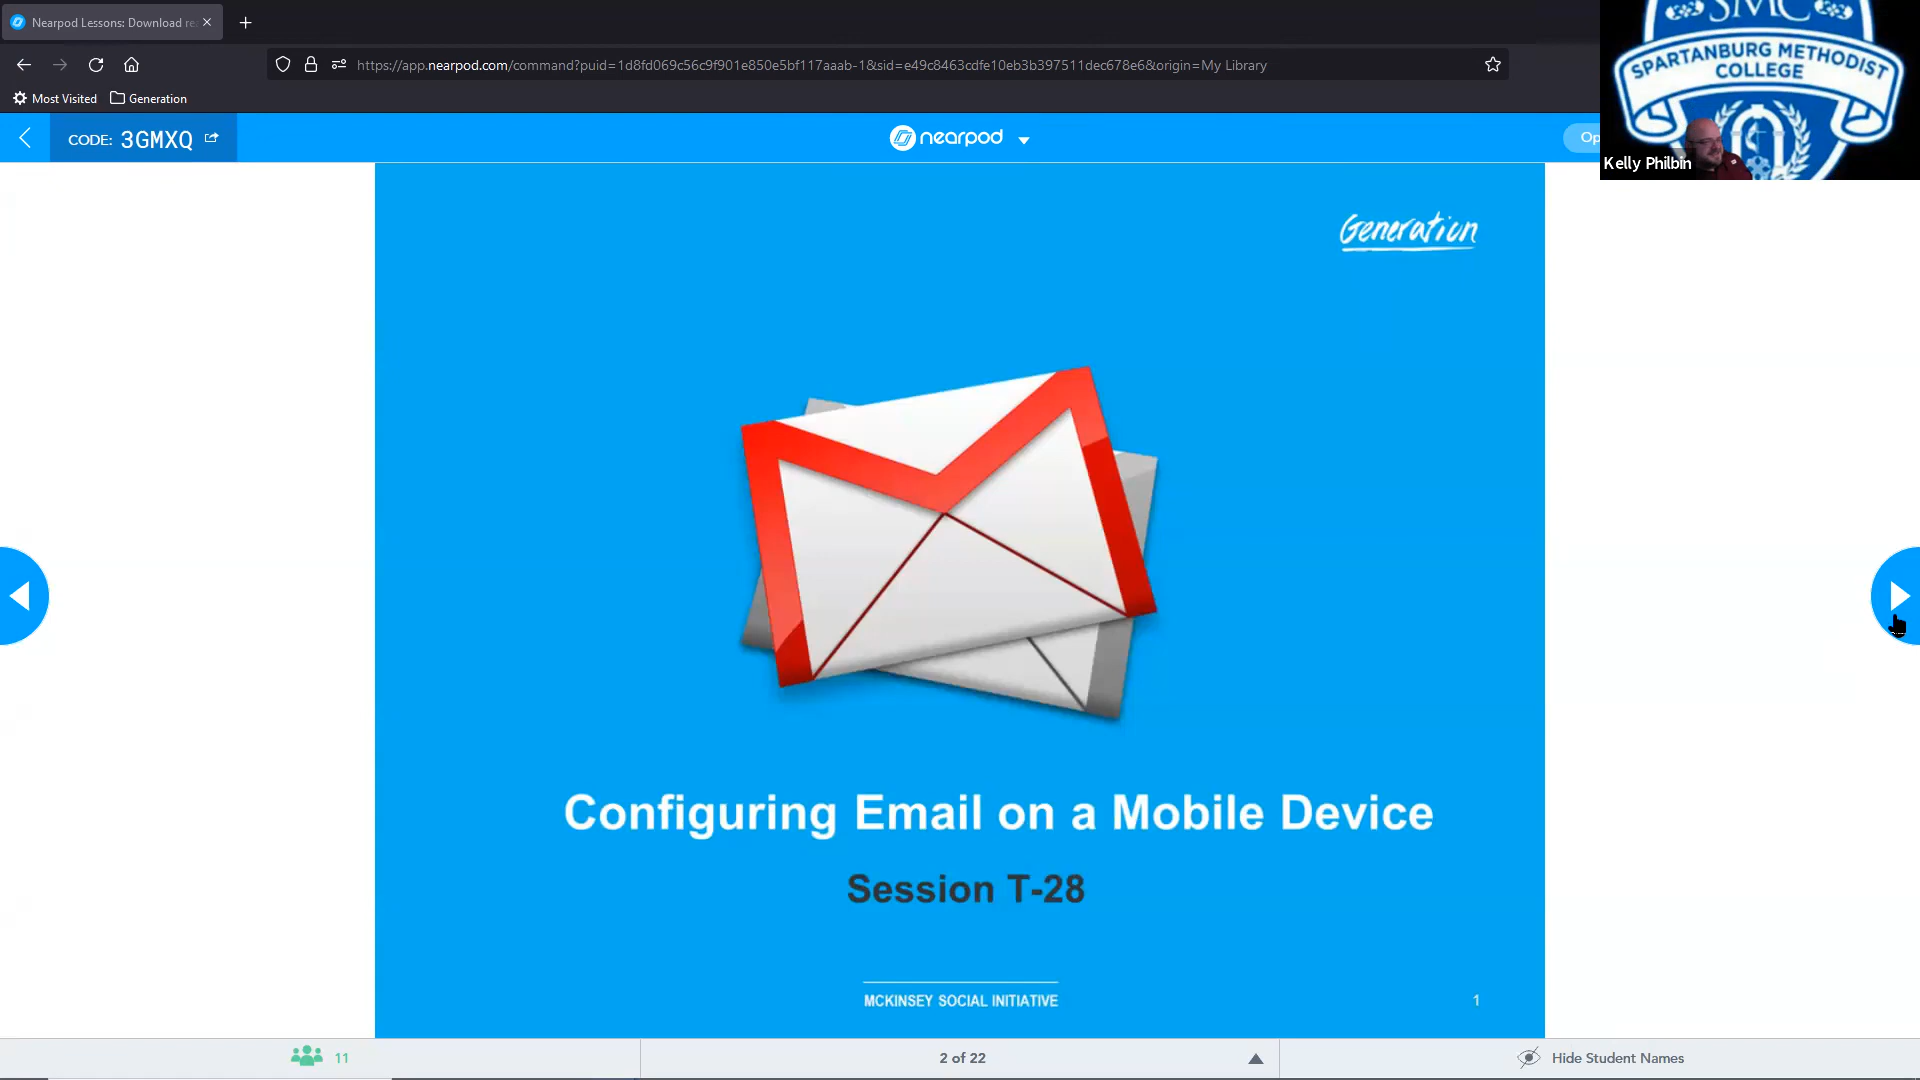 Nearpod Lessons: Download re
https://app.nearpod.com/command?puid=1d8fd069c56c9f901e850e5bf117aaab-1&sid=e49c8463cdfe10eb3b397511dec678e6&origin=My Library
Most Visited Generation
SMC
SPARTANBURG METHODIST
COLLEGE
Kelly Philbin
CODE: 3GMXQ
nearpod
Op
Generation
Configuring Email on a Mobile Device
Session T-28
MCKINSEY SOCIAL INITIATIVE
1
11
2 of 22
Hide Student Names